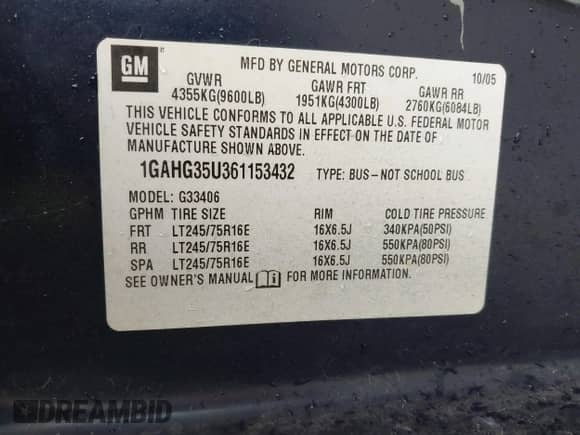 GM
MFD BY GENERAL MOTORS CORP. 10/05
GVWR GAWR FRT GAWR RR
4355KG(9600LB) 1951KG(4300LB) 2760KG(6084LB)
THIS VEHICLE CONFORMS TO ALL APPLICABLE U.S. FEDERAL MOTOR
VEHICLE SAFETY STANDARDS IN EFFECT ON THE DATE OF
MANUFACTURE SHOWN ABOVE.
1GAHG35U361153432 TYPE: BUS–NOT SCHOOL BUS
MODEL: G33406
GPHM TIRE SIZE RIM COLD TIRE PRESSURE
FRT LT245/75R16E 16X6.5J 340KPA(50PSI)
RR LT245/75R16E 16X6.5J 550KPA(80PSI)
SPA LT245/75R16E 16X6.5J 550KPA(80PSI)
SEE OWNER'S MANUAL FOR MORE INFORMATION.
DREAMBID